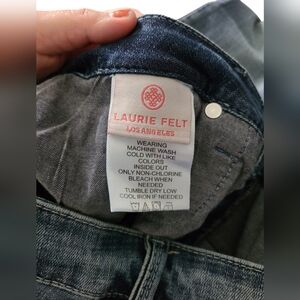 LAURIE FELT
LOS ANGELES
WEARING
MACHINE WASH
COLD WITH LIKE
COLORS
INSIDE OUT
ONLY NON-CHLORINE
BLEACH WHEN
NEEDED
TUMBLE DRY LOW
COOL IRON IF NEEDED